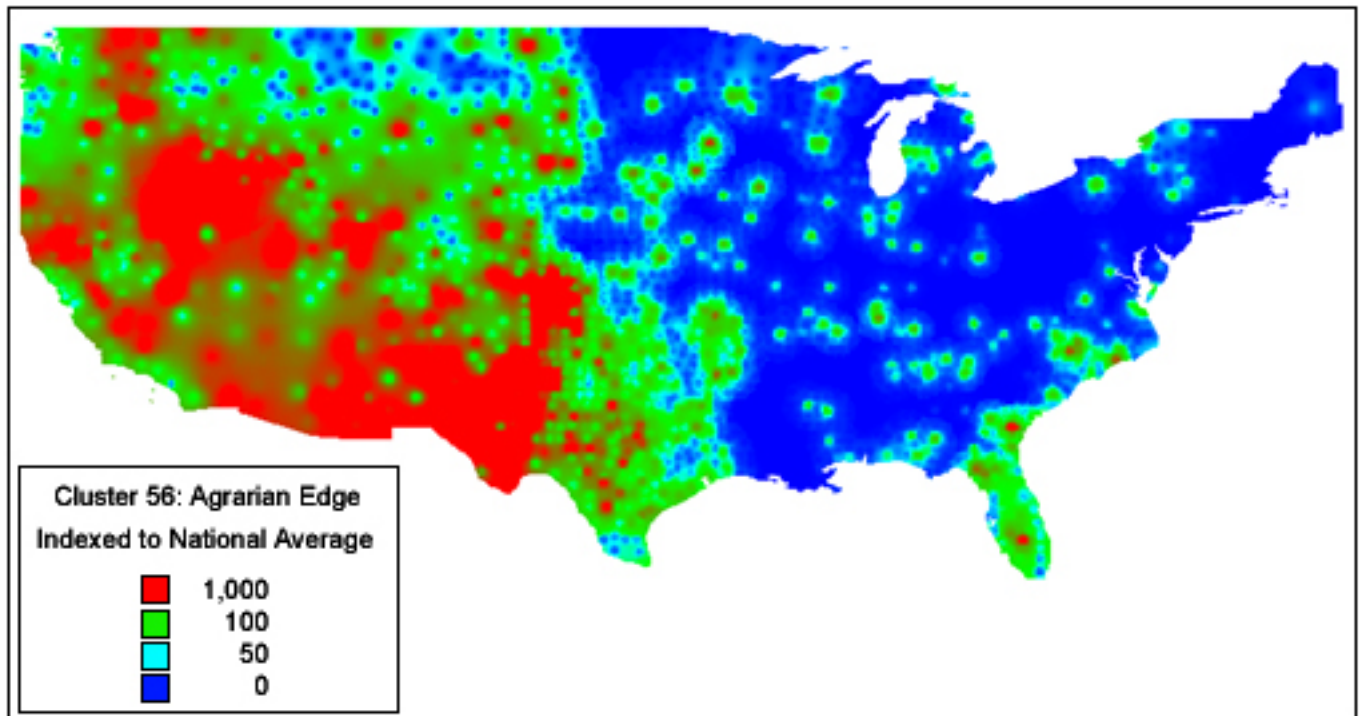 Cluster 56: Agrarian Edge
Indexed to National Average
1,000
100
50
0